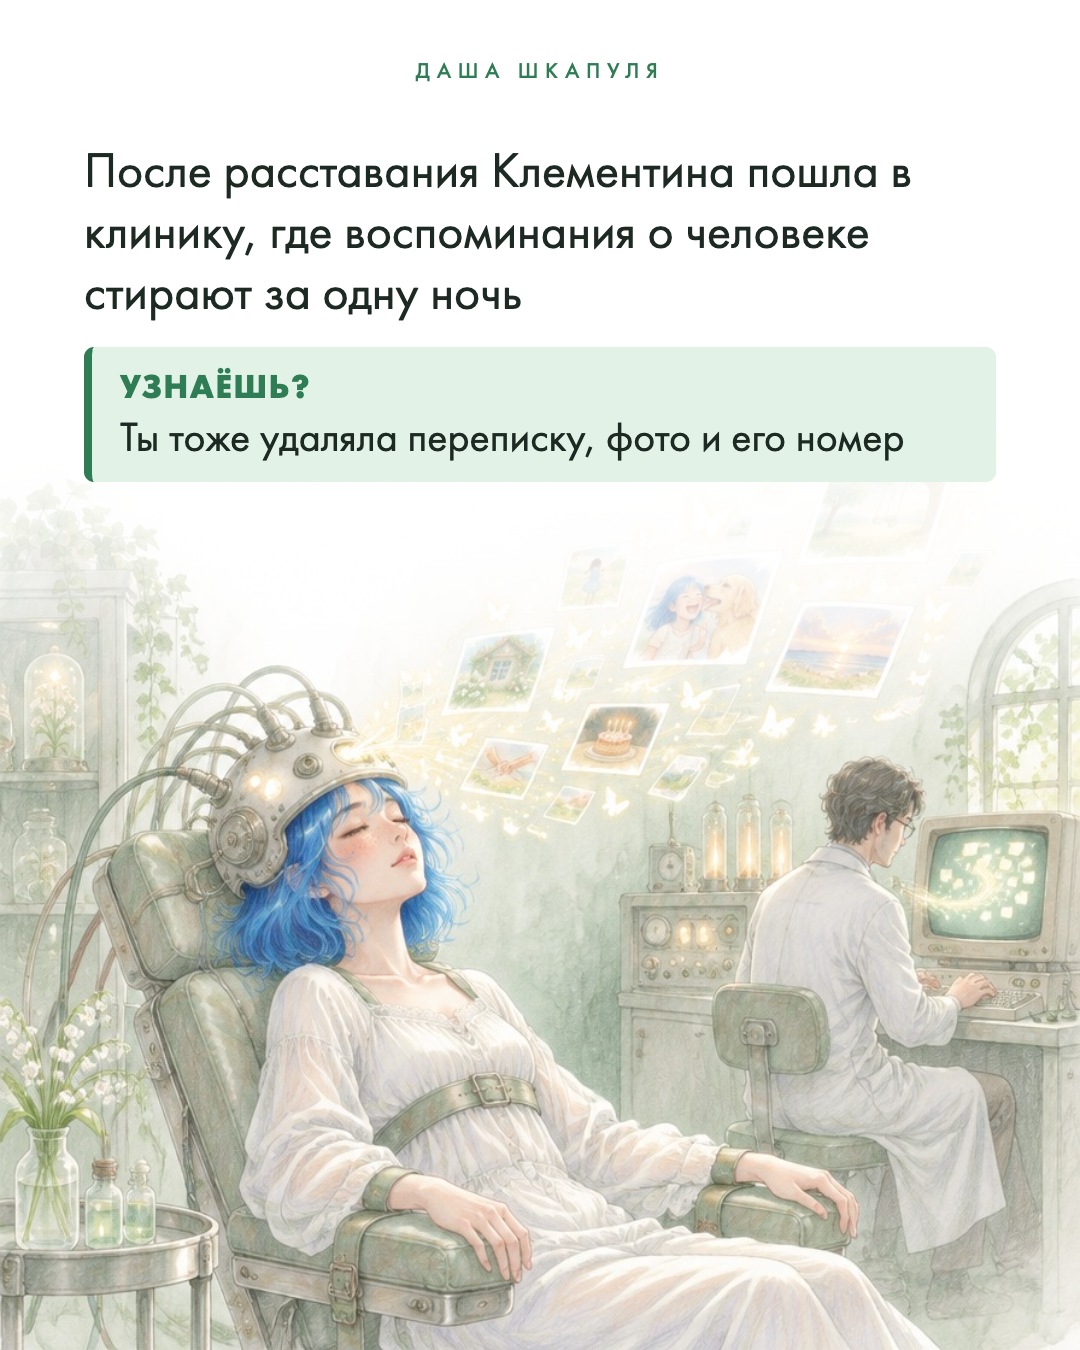 ДАША ШКАПУЛЯ
После расставания Клементина пошла в
клинику, где воспоминания о человеке
стирают за одну ночь
УЗНАЁШЬ?
Ты тоже удаляла переписку, фото и его номер